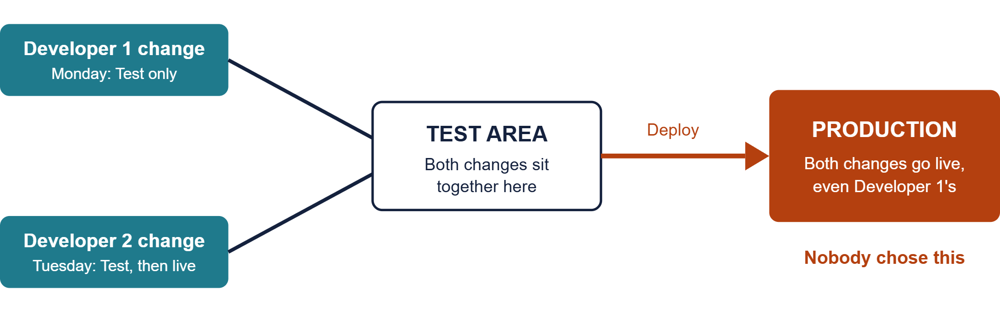 Developer 1 change
Monday: Test only
Developer 2 change
Tuesday: Test, then live
TEST AREA
Both changes sit
together here
Deploy
PRODUCTION
Both changes go live,
even Developer 1's
Nobody chose this